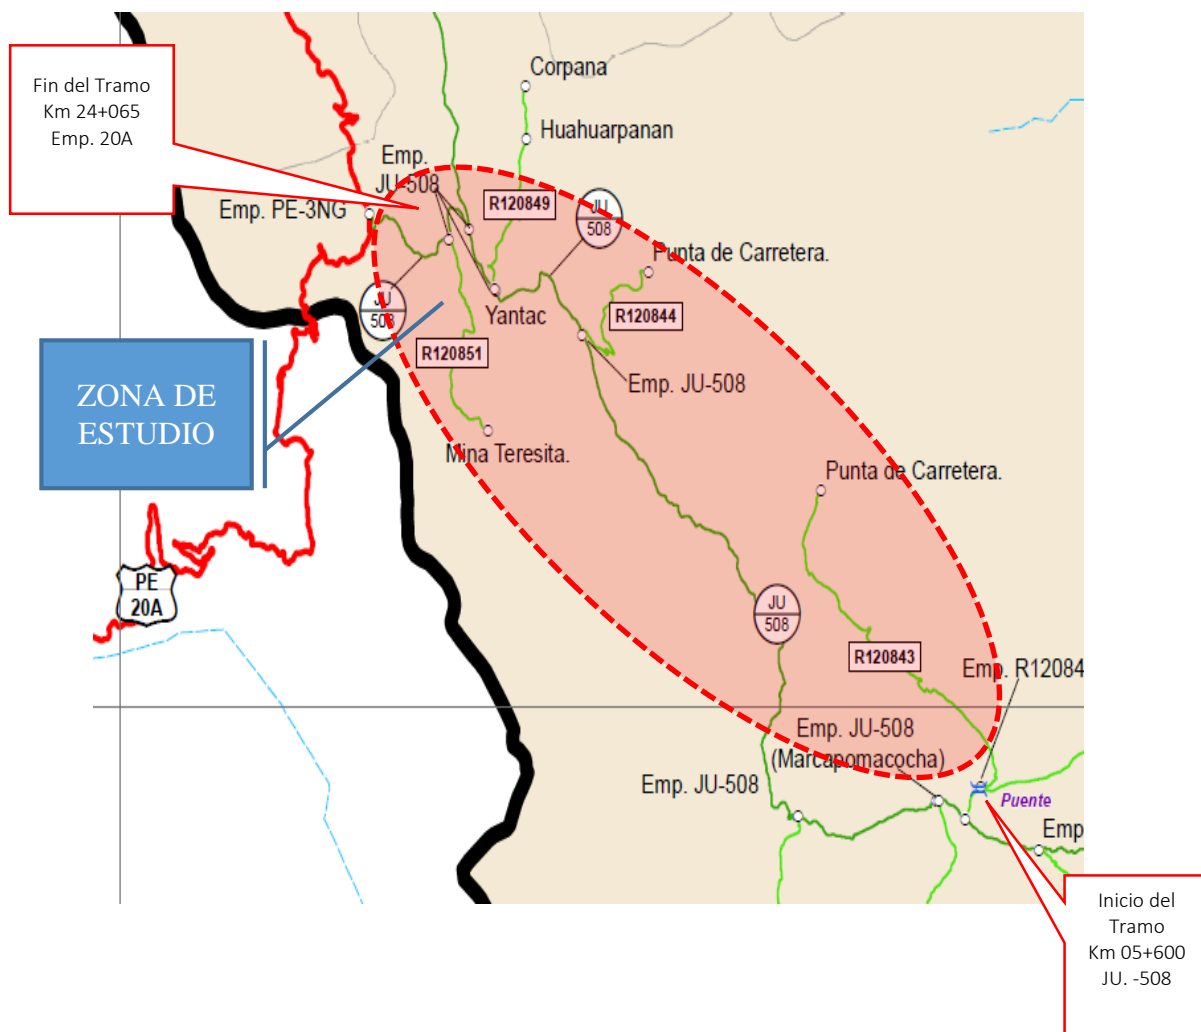 Fin del Tramo
Km 24+065
Emp. 20A
Corpana
Huahuarpanan
Emp.
JU-508
R120849
JU
508
Emp. PE-3NG
Punta de Carretera.
JU
508
Yantac
R120844
R120851
ZONA DE
ESTUDIO
Emp. JU-508
Mina Teresita.
Punta de Carretera.
PE
20A
JU
508
R120843
Emp. R12084
Emp. JU-508
(Marcapomacocha)
Emp. JU-508
Puente
Emp
Inicio del
Tramo
Km 05+600
JU. -508